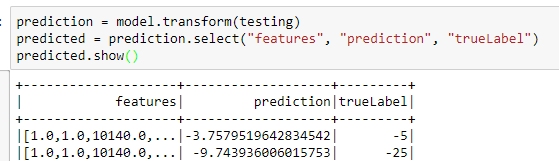 prediction = model.transform(testing)
predicted = prediction.select("features", "prediction", "trueLabel")
predicted.show()
+--------------------+-------------------+---------+
|            features|         prediction|trueLabel|
+--------------------+-------------------+---------+
|[1.0,1.0,10140.0,...|-3.7579519642834542|       -5|
|[1.0,1.0,10140.0,...| -9.743936006015753|      -25|